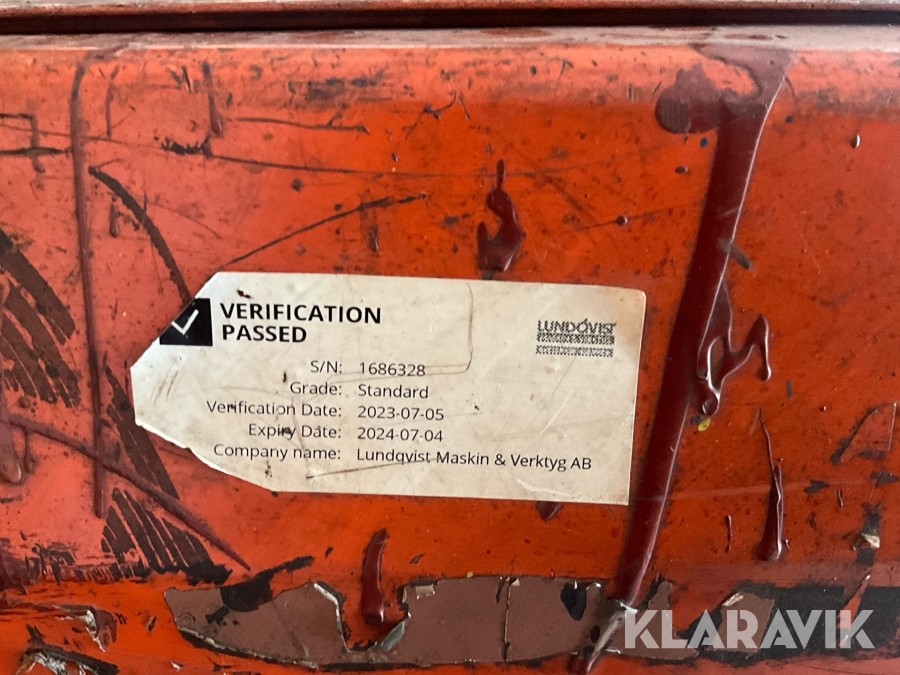 VERIFICATION
PASSED
LUNDQVIST
S/N: 1686328
Grade: Standard
Verification Date: 2023-07-05
Expiry Date: 2024-07-04
Company name: Lundqvist Maskin & Verktyg AB
KLARAVIK